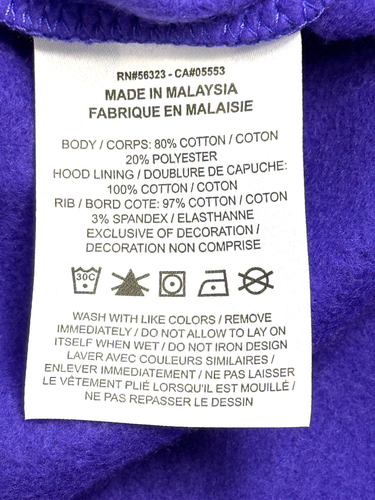 RN#56323 - CA#05553
MADE IN MALAYSIA
FABRIQUE EN MALAISIE
BODY / CORPS: 80% COTTON / COTON
20% POLYESTER
HOOD LINING / DOUBLURE DE CAPUCHE:
100% COTTON / COTON
RIB / BORD COTE: 97% COTTON / COTON
3% SPANDEX / ELASTHANNE
EXCLUSIVE OF DECORATION /
DECORATION NON COMPRISE
30C
WASH WITH LIKE COLORS / REMOVE
IMMEDIATELY / DO NOT ALLOW TO LAY ON
ITSELF WHEN WET / DO NOT IRON DESIGN
LAVER AVEC COULEURS SIMILAIRES /
ENLEVER IMMÉDIATEMENT / NE PAS LAISSER
LE VÊTEMENT PLIÉ LORSQU'IL EST MOUILLÉ /
NE PAS REPASSER LE DESSIN